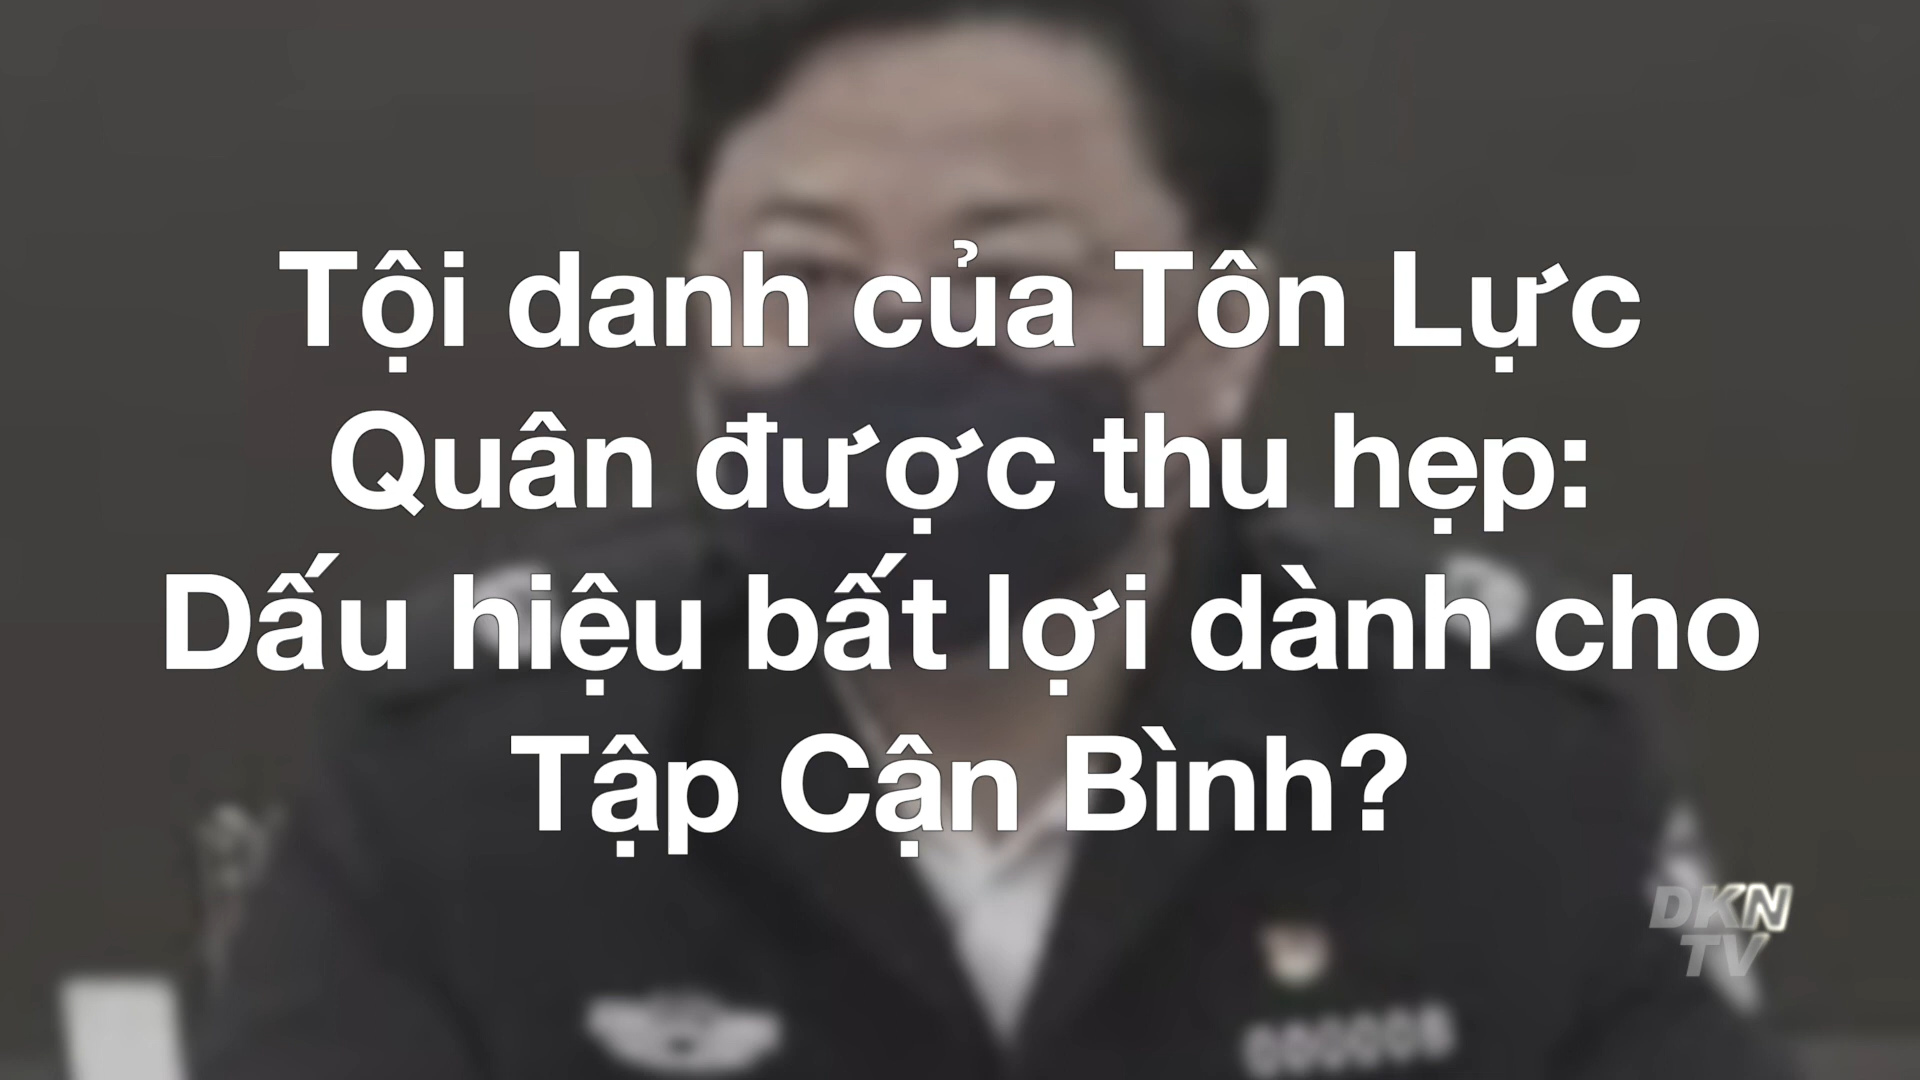 Tội danh của Tôn Lực
Quân được thu hẹp:
Dấu hiệu bất lợi dành cho
Tập Cận Bình?
DKN
TV
000006